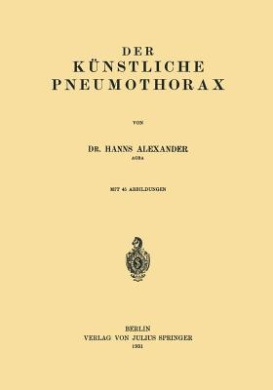 DER
KÜNSTLICHE
PNEUMOTHORAX
VON
DR. HANNS ALEXANDER
AGRA
MIT 45 ABBILDUNGEN
BERLIN
VERLAG VON JULIUS SPRINGER
1931